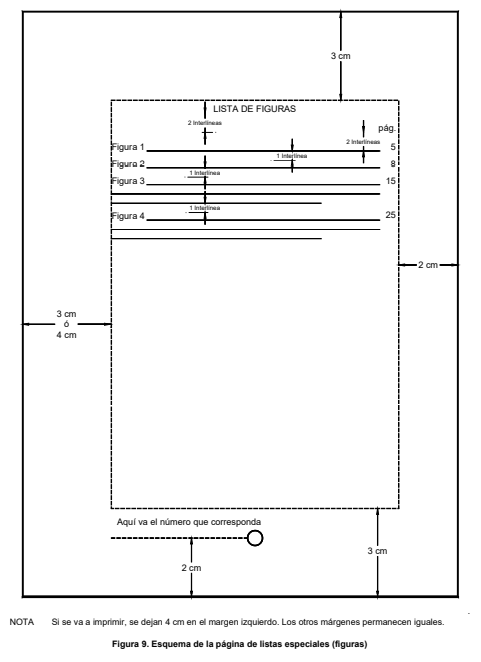 3 cm
LISTA DE FIGURAS
2 Interlíneas
pág.
2 Interlíneas
Figura 1 5
1 Interlínea
Figura 2 8
1 Interlínea
Figura 3 15
1 Interlínea
Figura 4 25
2 cm
3 cm
ó
4 cm
Aquí va el número que corresponda
3 cm
2 cm
NOTA Si se va a imprimir, se dejan 4 cm en el margen izquierdo. Los otros márgenes permanecen iguales.
Figura 9. Esquema de la página de listas especiales (figuras)